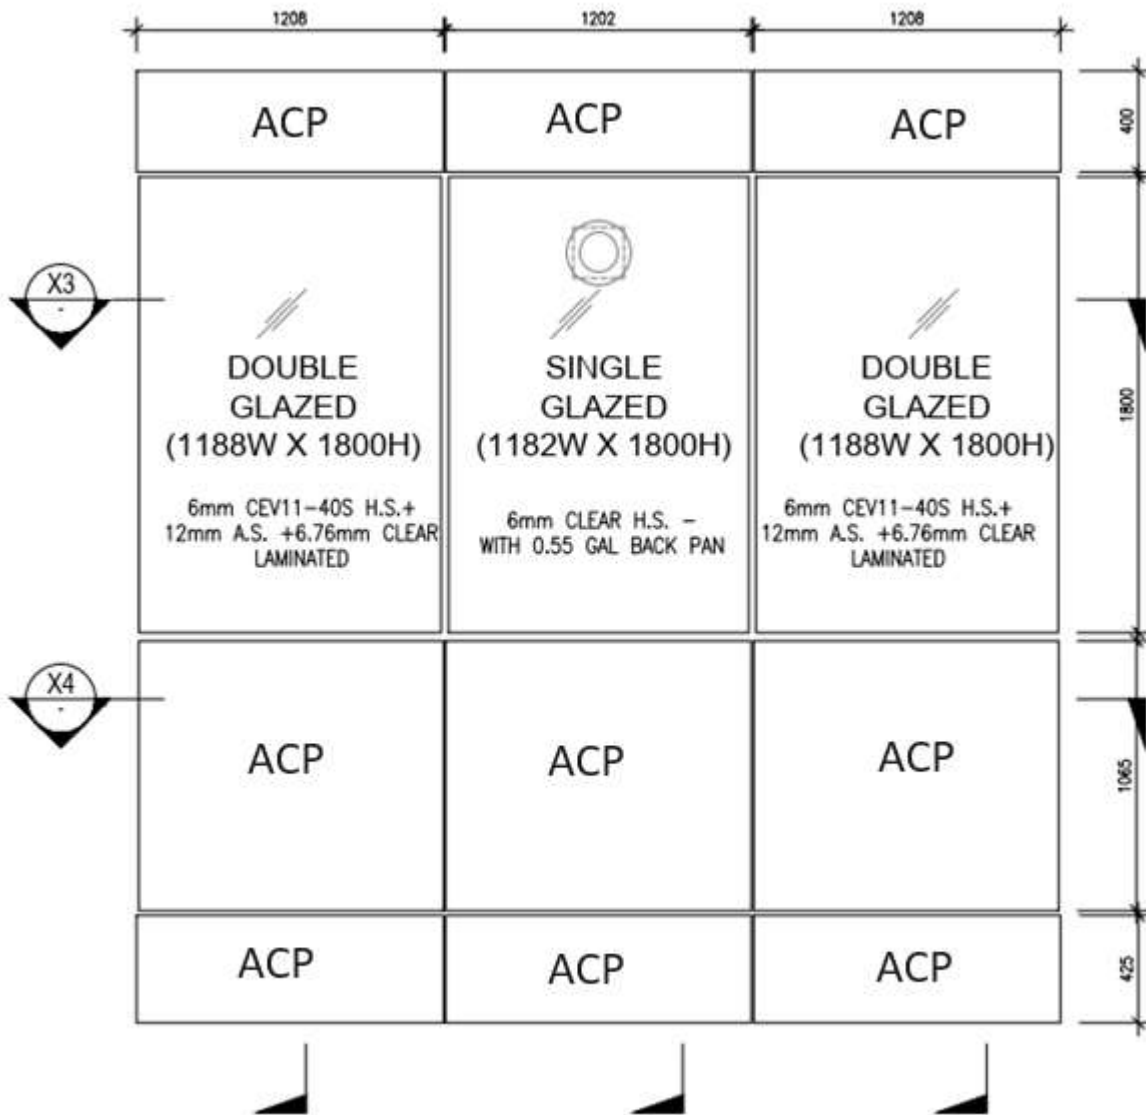 1208 1202 1208
ACP ACP ACP
400
X3
-
DOUBLE
GLAZED
(1188W X 1800H)
6mm CEV11-40S H.S.+
12mm A.S. +6.76mm CLEAR
LAMINATED
SINGLE
GLAZED
(1182W X 1800H)
6mm CLEAR H.S. -
WITH 0.55 GAL BACK PAN
DOUBLE
GLAZED
(1188W X 1800H)
6mm CEV11-40S H.S.+
12mm A.S. +6.76mm CLEAR
LAMINATED
1800
X4
-
ACP ACP ACP
1065
ACP ACP ACP
425